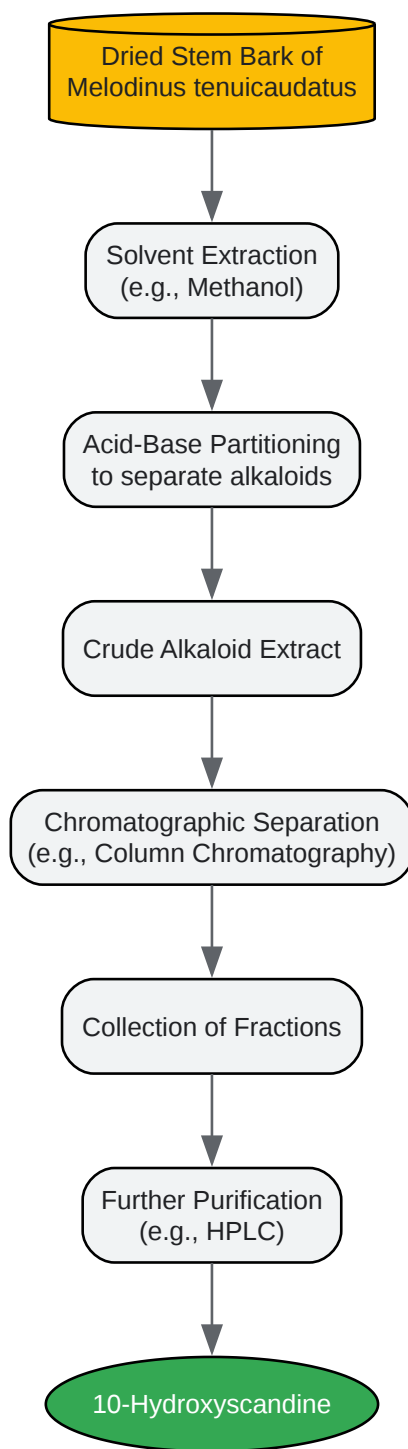 Dried Stem Bark of
Melodinus tenuicaudatus
Solvent Extraction
(e.g., Methanol)
Acid-Base Partitioning
to separate alkaloids
Crude Alkaloid Extract
Chromatographic Separation
(e.g., Column Chromatography)
Collection of Fractions
Further Purification
(e.g., HPLC)
10-Hydroxyscandine